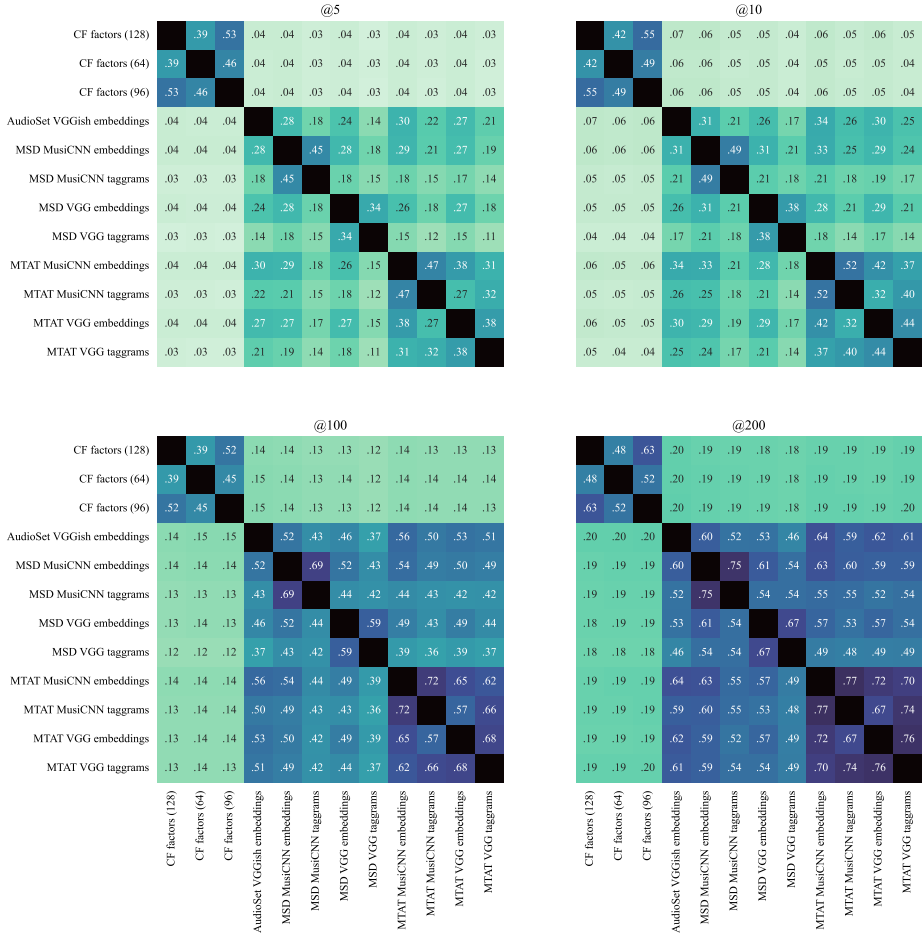 @5
@10
CF factors (128) .39 .53 .04 .04 .03 .04 .03 .04 .03 .04 .03 .42 .55 .07 .06 .05 .05 .04 .06 .05 .06 .05
CF factors (64) .39 .46 .04 .04 .03 .04 .03 .04 .03 .04 .03 .42 .49 .06 .06 .05 .05 .04 .06 .05 .05 .04
CF factors (96) .53 .46 .04 .04 .03 .04 .03 .04 .03 .04 .03 .55 .49 .06 .06 .05 .05 .04 .06 .05 .06 .04
AudioSet VGGish embeddings .04 .04 .04 .28 .18 .24 .14 .30 .22 .27 .21 .07 .06 .06 .31 .21 .26 .17 .34 .26 .30 .25
MSD MusiCNN embeddings .04 .04 .04 .28 .45 .28 .18 .29 .21 .27 .19 .06 .06 .06 .31 .49 .31 .21 .33 .25 .29 .24
MSD MusiCNN taggrams .03 .03 .03 .18 .45 .18 .15 .18 .15 .17 .14 .05 .05 .05 .21 .49 .21 .18 .21 .18 .19 .17
MSD VGG embeddings .04 .04 .04 .24 .28 .18 .34 .26 .18 .27 .18 .05 .05 .05 .26 .31 .21 .38 .28 .21 .29 .21
MSD VGG taggrams .03 .03 .03 .14 .18 .15 .34 .15 .12 .15 .11 .04 .04 .04 .17 .21 .18 .38 .18 .14 .17 .14
MTAT MusiCNN embeddings .04 .04 .04 .30 .29 .18 .26 .15 .47 .38 .31 .06 .06 .06 .34 .33 .21 .28 .18 .52 .42 .37
MTAT MusiCNN taggrams .03 .03 .03 .22 .21 .15 .18 .12 .47 .27 .32 .05 .05 .05 .26 .25 .18 .21 .14 .52 .32 .40
MTAT VGG embeddings .04 .04 .04 .27 .27 .17 .27 .15 .38 .27 .38 .06 .05 .06 .30 .29 .19 .29 .17 .42 .32 .44
MTAT VGG taggrams .03 .03 .03 .21 .19 .14 .18 .11 .31 .32 .38 .05 .04 .04 .25 .24 .17 .21 .14 .37 .40 .44
@100
@200
CF factors (128) .39 .52 .14 .14 .13 .13 .12 .14 .13 .13 .13 .48 .63 .20 .19 .19 .18 .18 .19 .19 .19 .19
CF factors (64) .39 .45 .15 .14 .13 .14 .12 .14 .14 .14 .14 .48 .52 .20 .19 .19 .19 .18 .19 .19 .19 .19
CF factors (96) .52 .45 .15 .14 .13 .13 .12 .14 .14 .14 .13 .63 .52 .20 .19 .19 .19 .18 .19 .19 .19 .20
AudioSet VGGish embeddings .14 .15 .15 .52 .43 .46 .37 .56 .50 .53 .51 .20 .20 .20 .60 .52 .53 .46 .64 .59 .62 .61
MSD MusiCNN embeddings .14 .14 .14 .52 .69 .52 .43 .54 .49 .50 .49 .19 .19 .19 .60 .75 .61 .54 .63 .60 .59 .59
MSD MusiCNN taggrams .13 .13 .13 .43 .69 .44 .42 .44 .43 .42 .42 .19 .19 .19 .52 .75 .54 .54 .55 .55 .52 .54
MSD VGG embeddings .13 .14 .13 .46 .52 .44 .59 .49 .43 .49 .44 .18 .19 .19 .53 .61 .54 .67 .57 .53 .57 .54
MSD VGG taggrams .12 .12 .12 .37 .43 .42 .59 .39 .36 .39 .37 .18 .18 .18 .46 .54 .54 .67 .49 .48 .49 .49
MTAT MusiCNN embeddings .14 .14 .14 .56 .54 .44 .49 .39 .72 .65 .62 .19 .19 .19 .64 .63 .55 .57 .49 .77 .72 .70
MTAT MusiCNN taggrams .13 .14 .14 .50 .49 .43 .43 .36 .72 .57 .66 .19 .19 .19 .59 .60 .55 .53 .48 .77 .67 .74
MTAT VGG embeddings .13 .14 .14 .53 .50 .42 .49 .39 .65 .57 .68 .19 .19 .19 .62 .59 .52 .57 .49 .72 .67 .76
MTAT VGG taggrams .13 .14 .13 .51 .49 .42 .44 .37 .62 .66 .68 .19 .19 .20 .61 .59 .54 .54 .49 .70 .74 .76
CF factors (128)
CF factors (64)
CF factors (96)
AudioSet VGGish embeddings
MSD MusiCNN embeddings
MSD MusiCNN taggrams
MSD VGG embeddings
MSD VGG taggrams
MTAT MusiCNN embeddings
MTAT MusiCNN taggrams
MTAT VGG embeddings
MTAT VGG taggrams
CF factors (128)
CF factors (64)
CF factors (96)
AudioSet VGGish embeddings
MSD MusiCNN embeddings
MSD MusiCNN taggrams
MSD VGG embeddings
MSD VGG taggrams
MTAT MusiCNN embeddings
MTAT MusiCNN taggrams
MTAT VGG embeddings
MTAT VGG taggrams